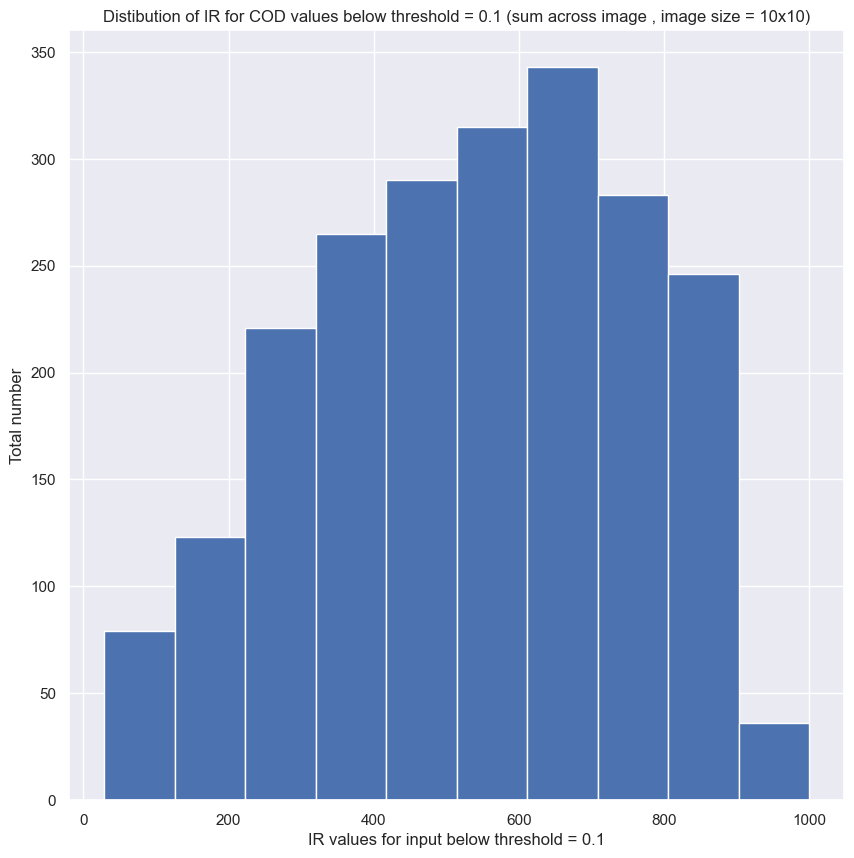 Distibution of IR for COD values below threshold = 0.1 (sum across image , image size = 10x10)
350
300
250
200
150
100
50
0
Total number
0 200 400 600 800 1000
IR values for input below threshold = 0.1